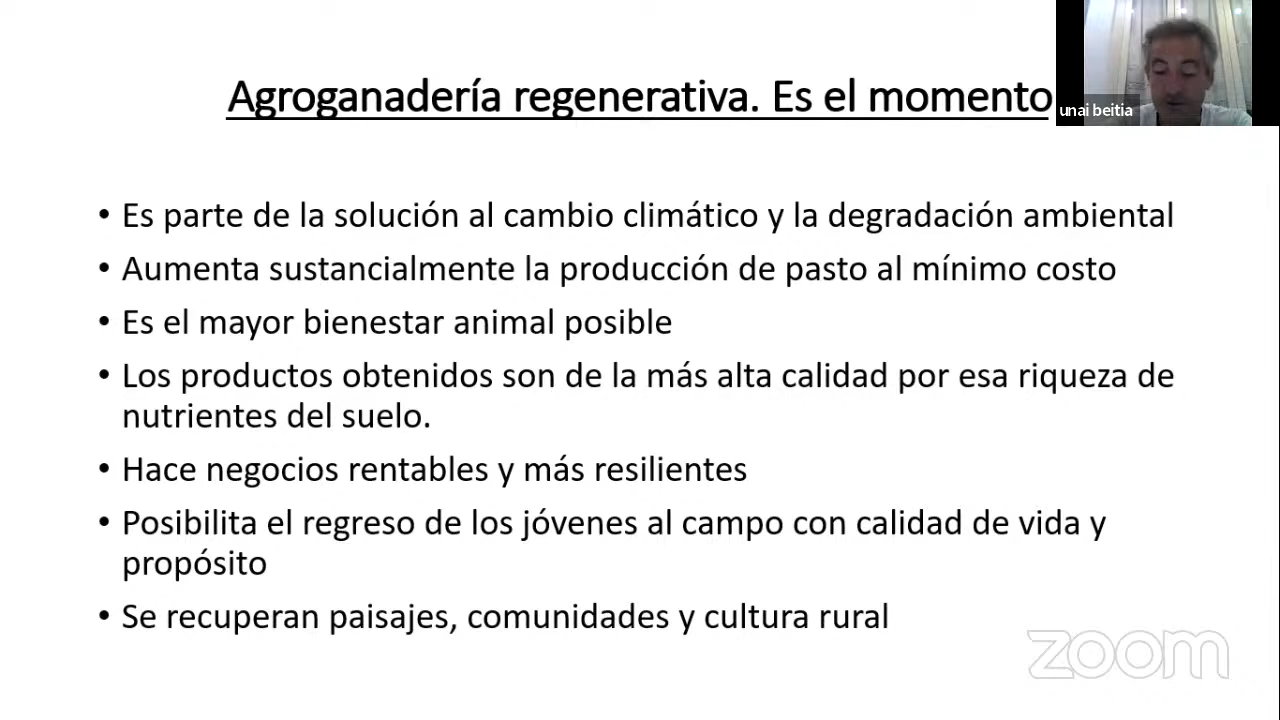 Agroganadería regenerativa. Es el momento
unai beitia
• Es parte de la solución al cambio climático y la degradación ambiental
• Aumenta sustancialmente la producción de pasto al mínimo costo
• Es el mayor bienestar animal posible
• Los productos obtenidos son de la más alta calidad por esa riqueza de
nutrientes del suelo.
• Hace negocios rentables y más resilientes
• Posibilita el regreso de los jóvenes al campo con calidad de vida y
propósito
• Se recuperan paisajes, comunidades y cultura rural
zoom